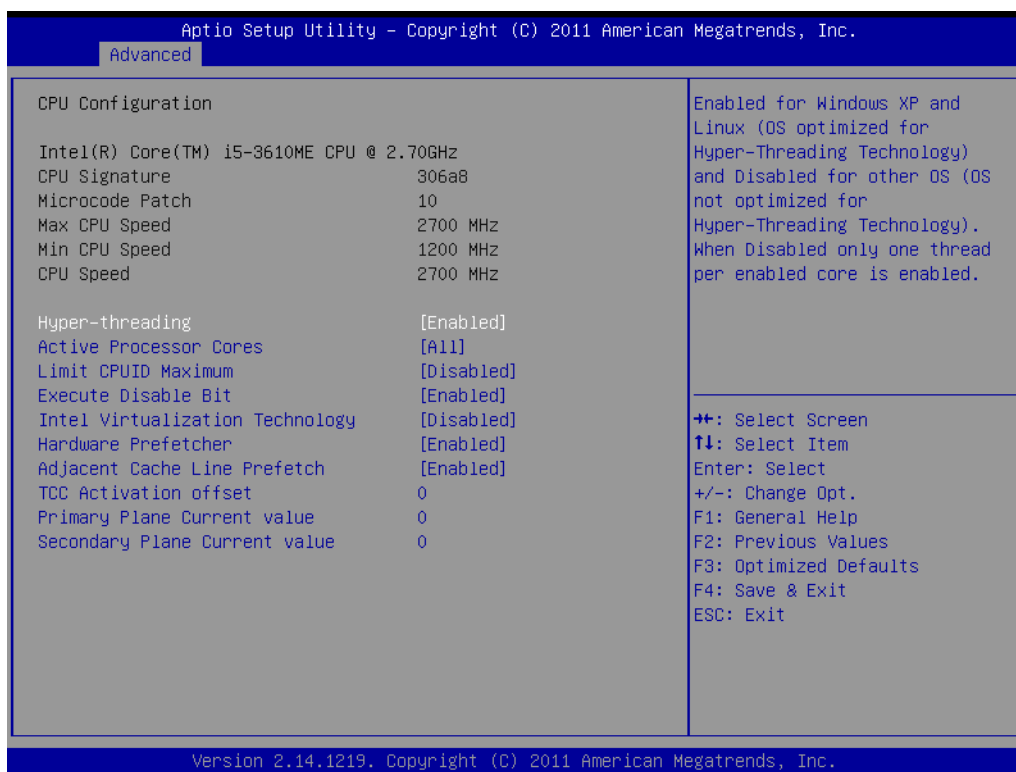 Aptio Setup Utility – Copyright (C) 2011 American Megatrends, Inc.
Advanced
CPU Configuration
Intel(R) Core(TM) i5-3610ME CPU @ 2.70GHz
CPU Signature 306a8
Microcode Patch 10
Max CPU Speed 2700 MHz
Min CPU Speed 1200 MHz
CPU Speed 2700 MHz
Hyper-threading [Enabled]
Active Processor Cores [All]
Limit CPUID Maximum [Disabled]
Execute Disable Bit [Enabled]
Intel Virtualization Technology [Disabled]
Hardware Prefetcher [Enabled]
Adjacent Cache Line Prefetch [Enabled]
TCC Activation offset 0
Primary Plane Current value 0
Secondary Plane Current value 0
Enabled for Windows XP and
Linux (OS optimized for
Hyper-Threading Technology)
and Disabled for other OS (OS
not optimized for
Hyper-Threading Technology).
When Disabled only one thread
per enabled core is enabled.
→←: Select Screen
↑↓: Select Item
Enter: Select
+/-: Change Opt.
F1: General Help
F2: Previous Values
F3: Optimized Defaults
F4: Save & Exit
ESC: Exit
Version 2.14.1219. Copyright (C) 2011 American Megatrends, Inc.